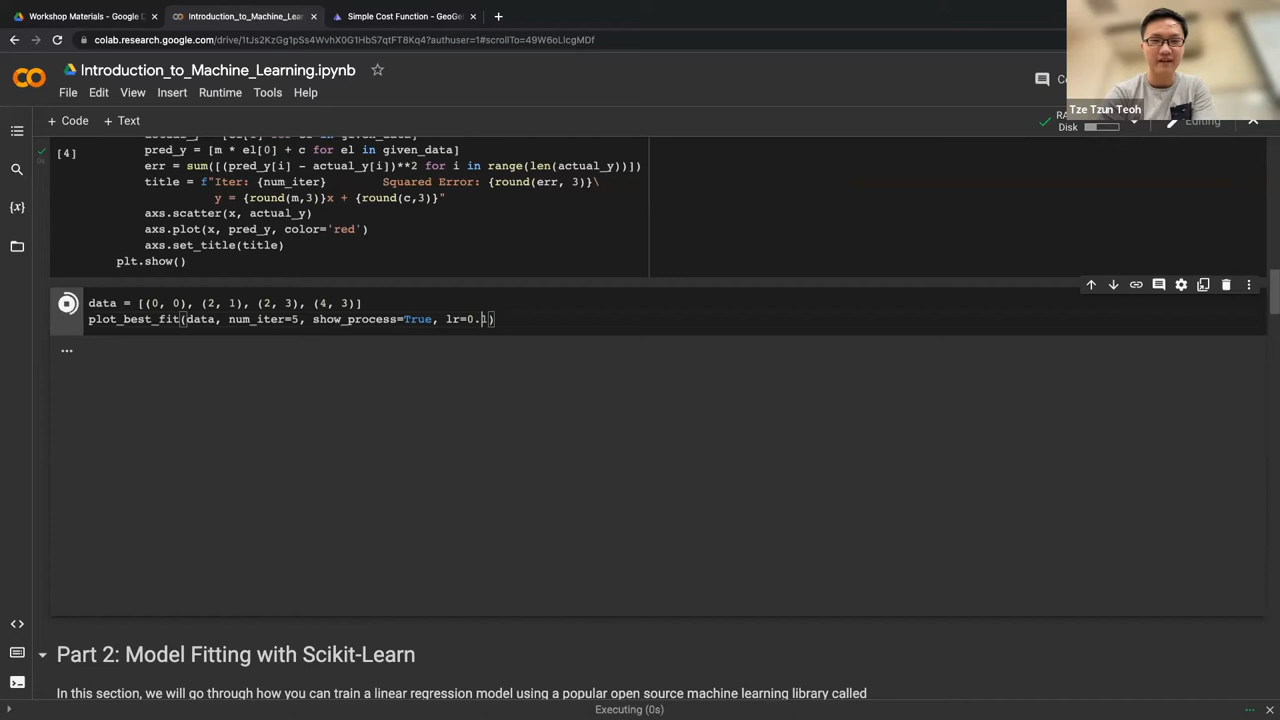 Workshop Materials - Google D
Introduction_to_Machine_Lear
Simple Cost Function - GeoGe
colab.research.google.com/drive/1tJs2KzGg1pSs4WvhX0G1HbS7qtFT8Kq4?authuser=1#scrollTo=49W6oLIcgMDf
Introduction_to_Machine_Learning.ipynb
File Edit View Insert Runtime Tools Help
Tze Tzun Teoh
+ Code + Text
Disk
Editing
[4]
pred_y = [m * el[0] + c for el in given_data]
err = sum([(pred_y[i] - actual_y[i])**2 for i in range(len(actual_y))])
title = f"Iter: {num_iter} Squared Error: {round(err, 3)}\
y = {round(m,3)}x + {round(c,3)}"
axs.scatter(x, actual_y)
axs.plot(x, pred_y, color='red')
axs.set_title(title)
plt.show()
data = [(0, 0), (2, 1), (2, 3), (4, 3)]
plot_best_fit(data, num_iter=5, show_process=True, lr=0.1)
Part 2: Model Fitting with Scikit-Learn
In this section, we will go through how you can train a linear regression model using a popular open source machine learning library called
Executing (0s)